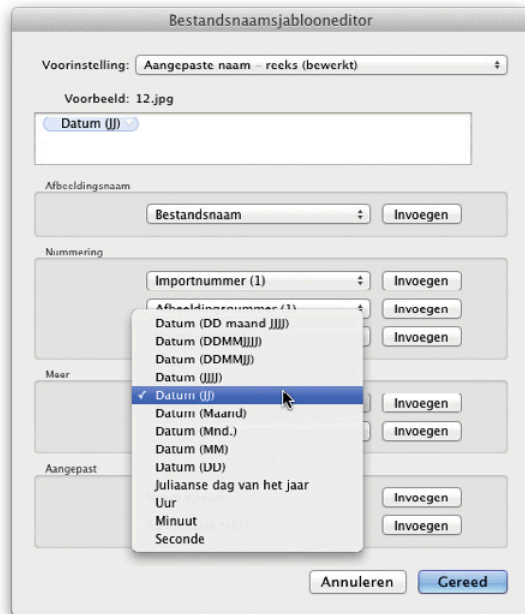 Bestandsnaamsjablooneditor
Voorinstelling: Aangepaste naam – reeks (bewerkt)
Voorbeeld: 12.jpg
Datum (JJ)
Afbeeldingsnaam
Bestandsnaam Invoegen
Nummering
Importnummer (1) Invoegen
Afbeeldingsnummer (1) Invoegen
Datum (DD maand JJJJ)
Datum (DDMMJJJJ) Invoegen
Datum (DDMMJJ)
Meer
Datum (JJJJ)
✓ Datum (JJ) Invoegen
Datum (Maand)
Datum (Mnd.) Invoegen
Datum (MM)
Aangepast
Datum (DD)
Juliaanse dag van het jaar
Uur Invoegen
Minuut Invoegen
Seconde
Annuleren Gereed